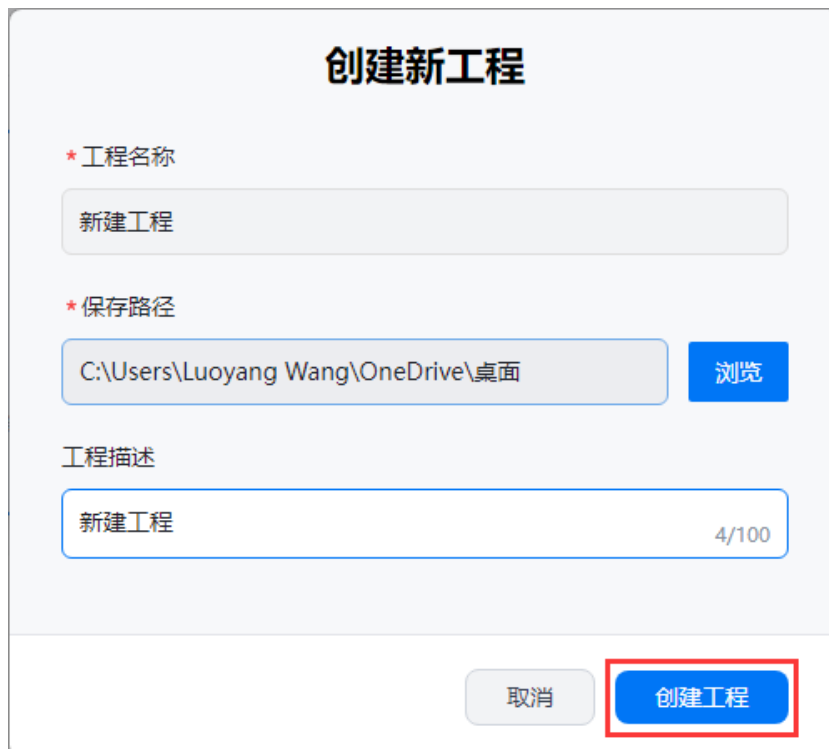 创建新工程
*工程名称
新建工程
*保存路径
C:\Users\Luoyang Wang\OneDrive\桌面
浏览
工程描述
新建工程
4/100
取消
创建工程